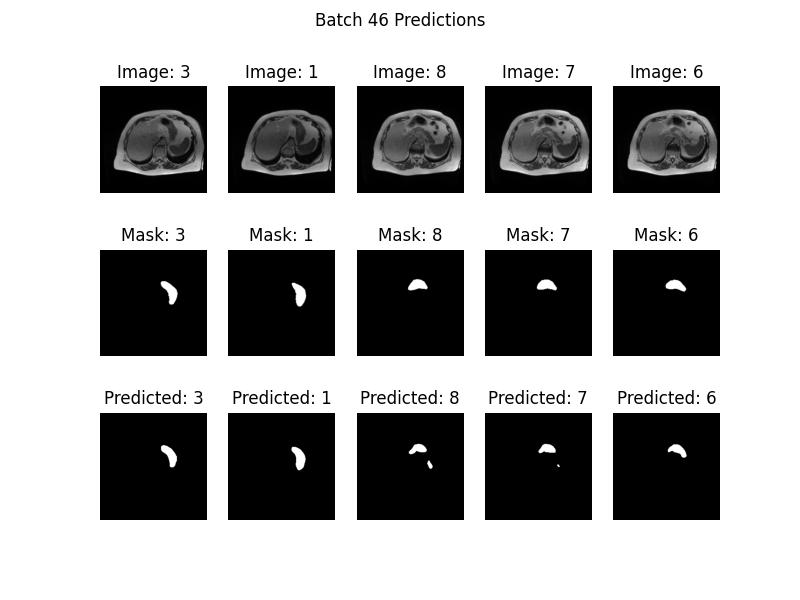 Batch 46 Predictions
Image: 3 Image: 1 Image: 8 Image: 7 Image: 6
Mask: 3 Mask: 1 Mask: 8 Mask: 7 Mask: 6
Predicted: 3 Predicted: 1 Predicted: 8 Predicted: 7 Predicted: 6